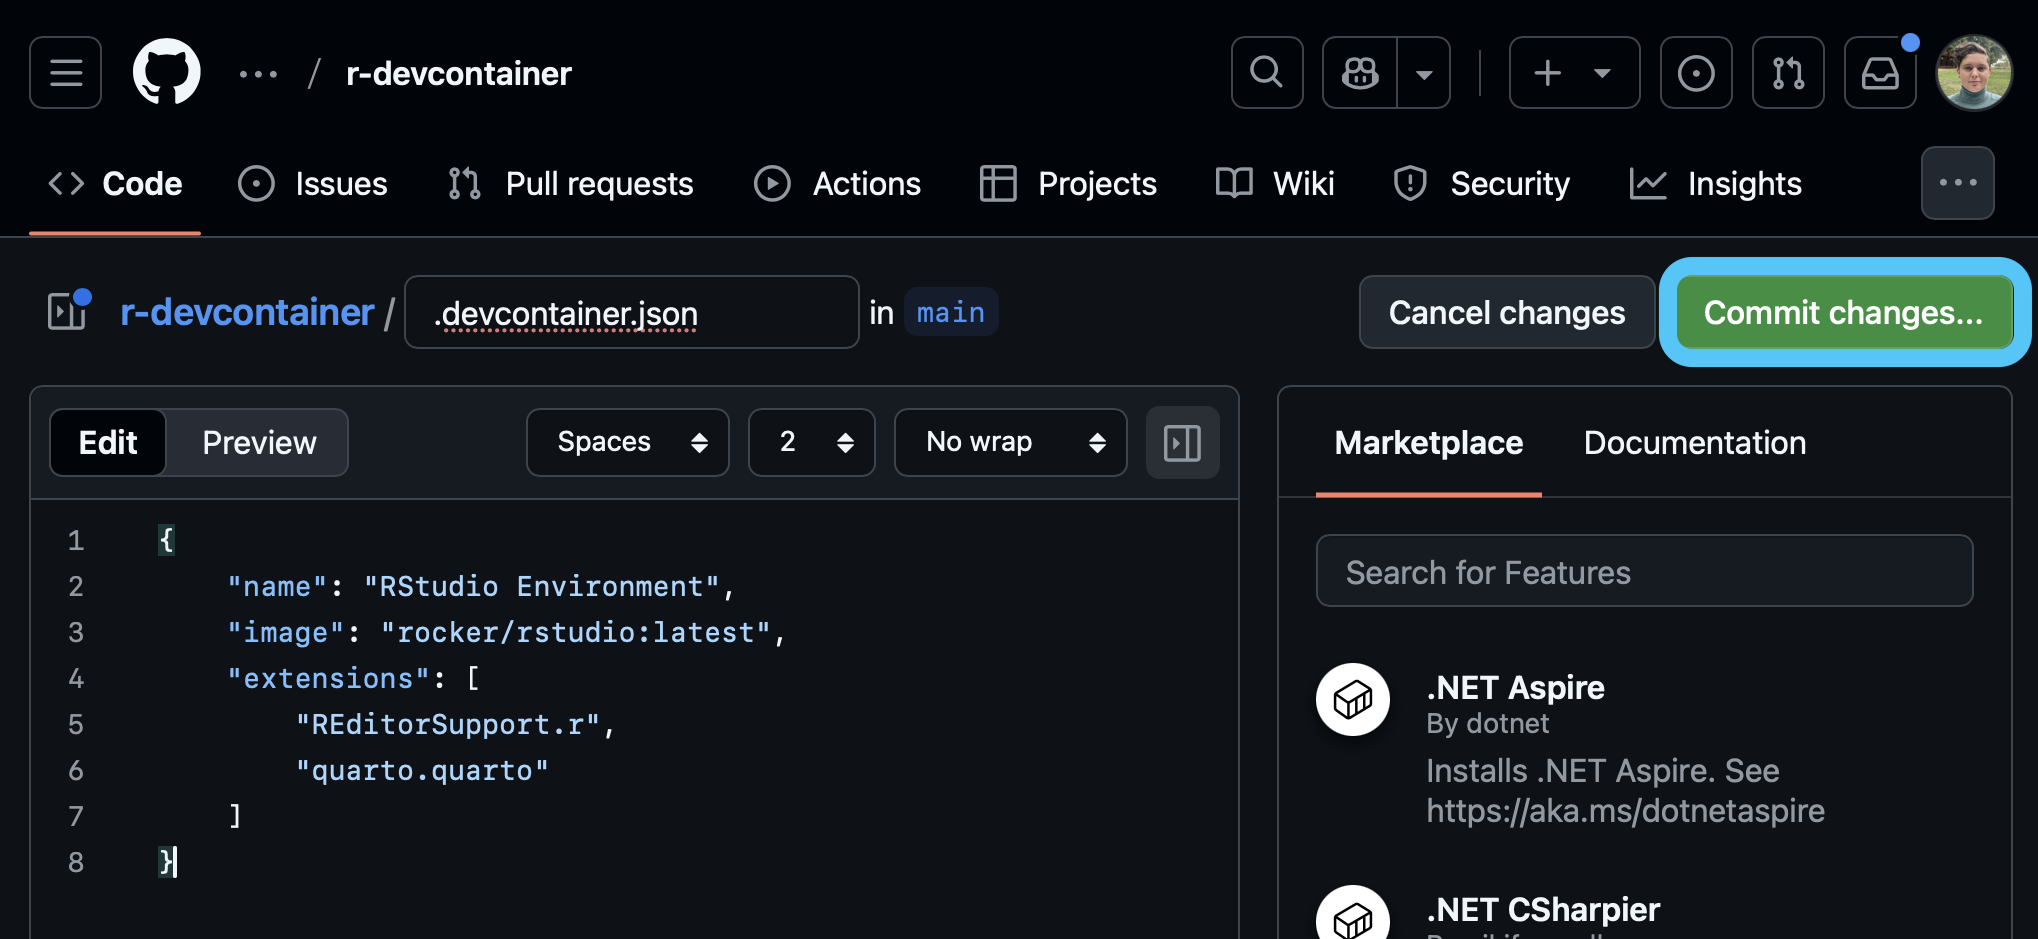 ··· / r-devcontainer
Code Issues Pull requests Actions Projects Wiki Security Insights ···
r-devcontainer / .devcontainer.json in main Cancel changes Commit changes...
Edit Preview Spaces 2 No wrap
1 {
2 "name": "RStudio Environment",
3 "image": "rocker/rstudio:latest",
4 "extensions": [
5 "REditorSupport.r",
6 "quarto.quarto"
7 ]
8 }
Marketplace Documentation
Search for Features
.NET Aspire
By dotnet
Installs .NET Aspire. See
https://aka.ms/dotnetaspire
.NET CSharpier